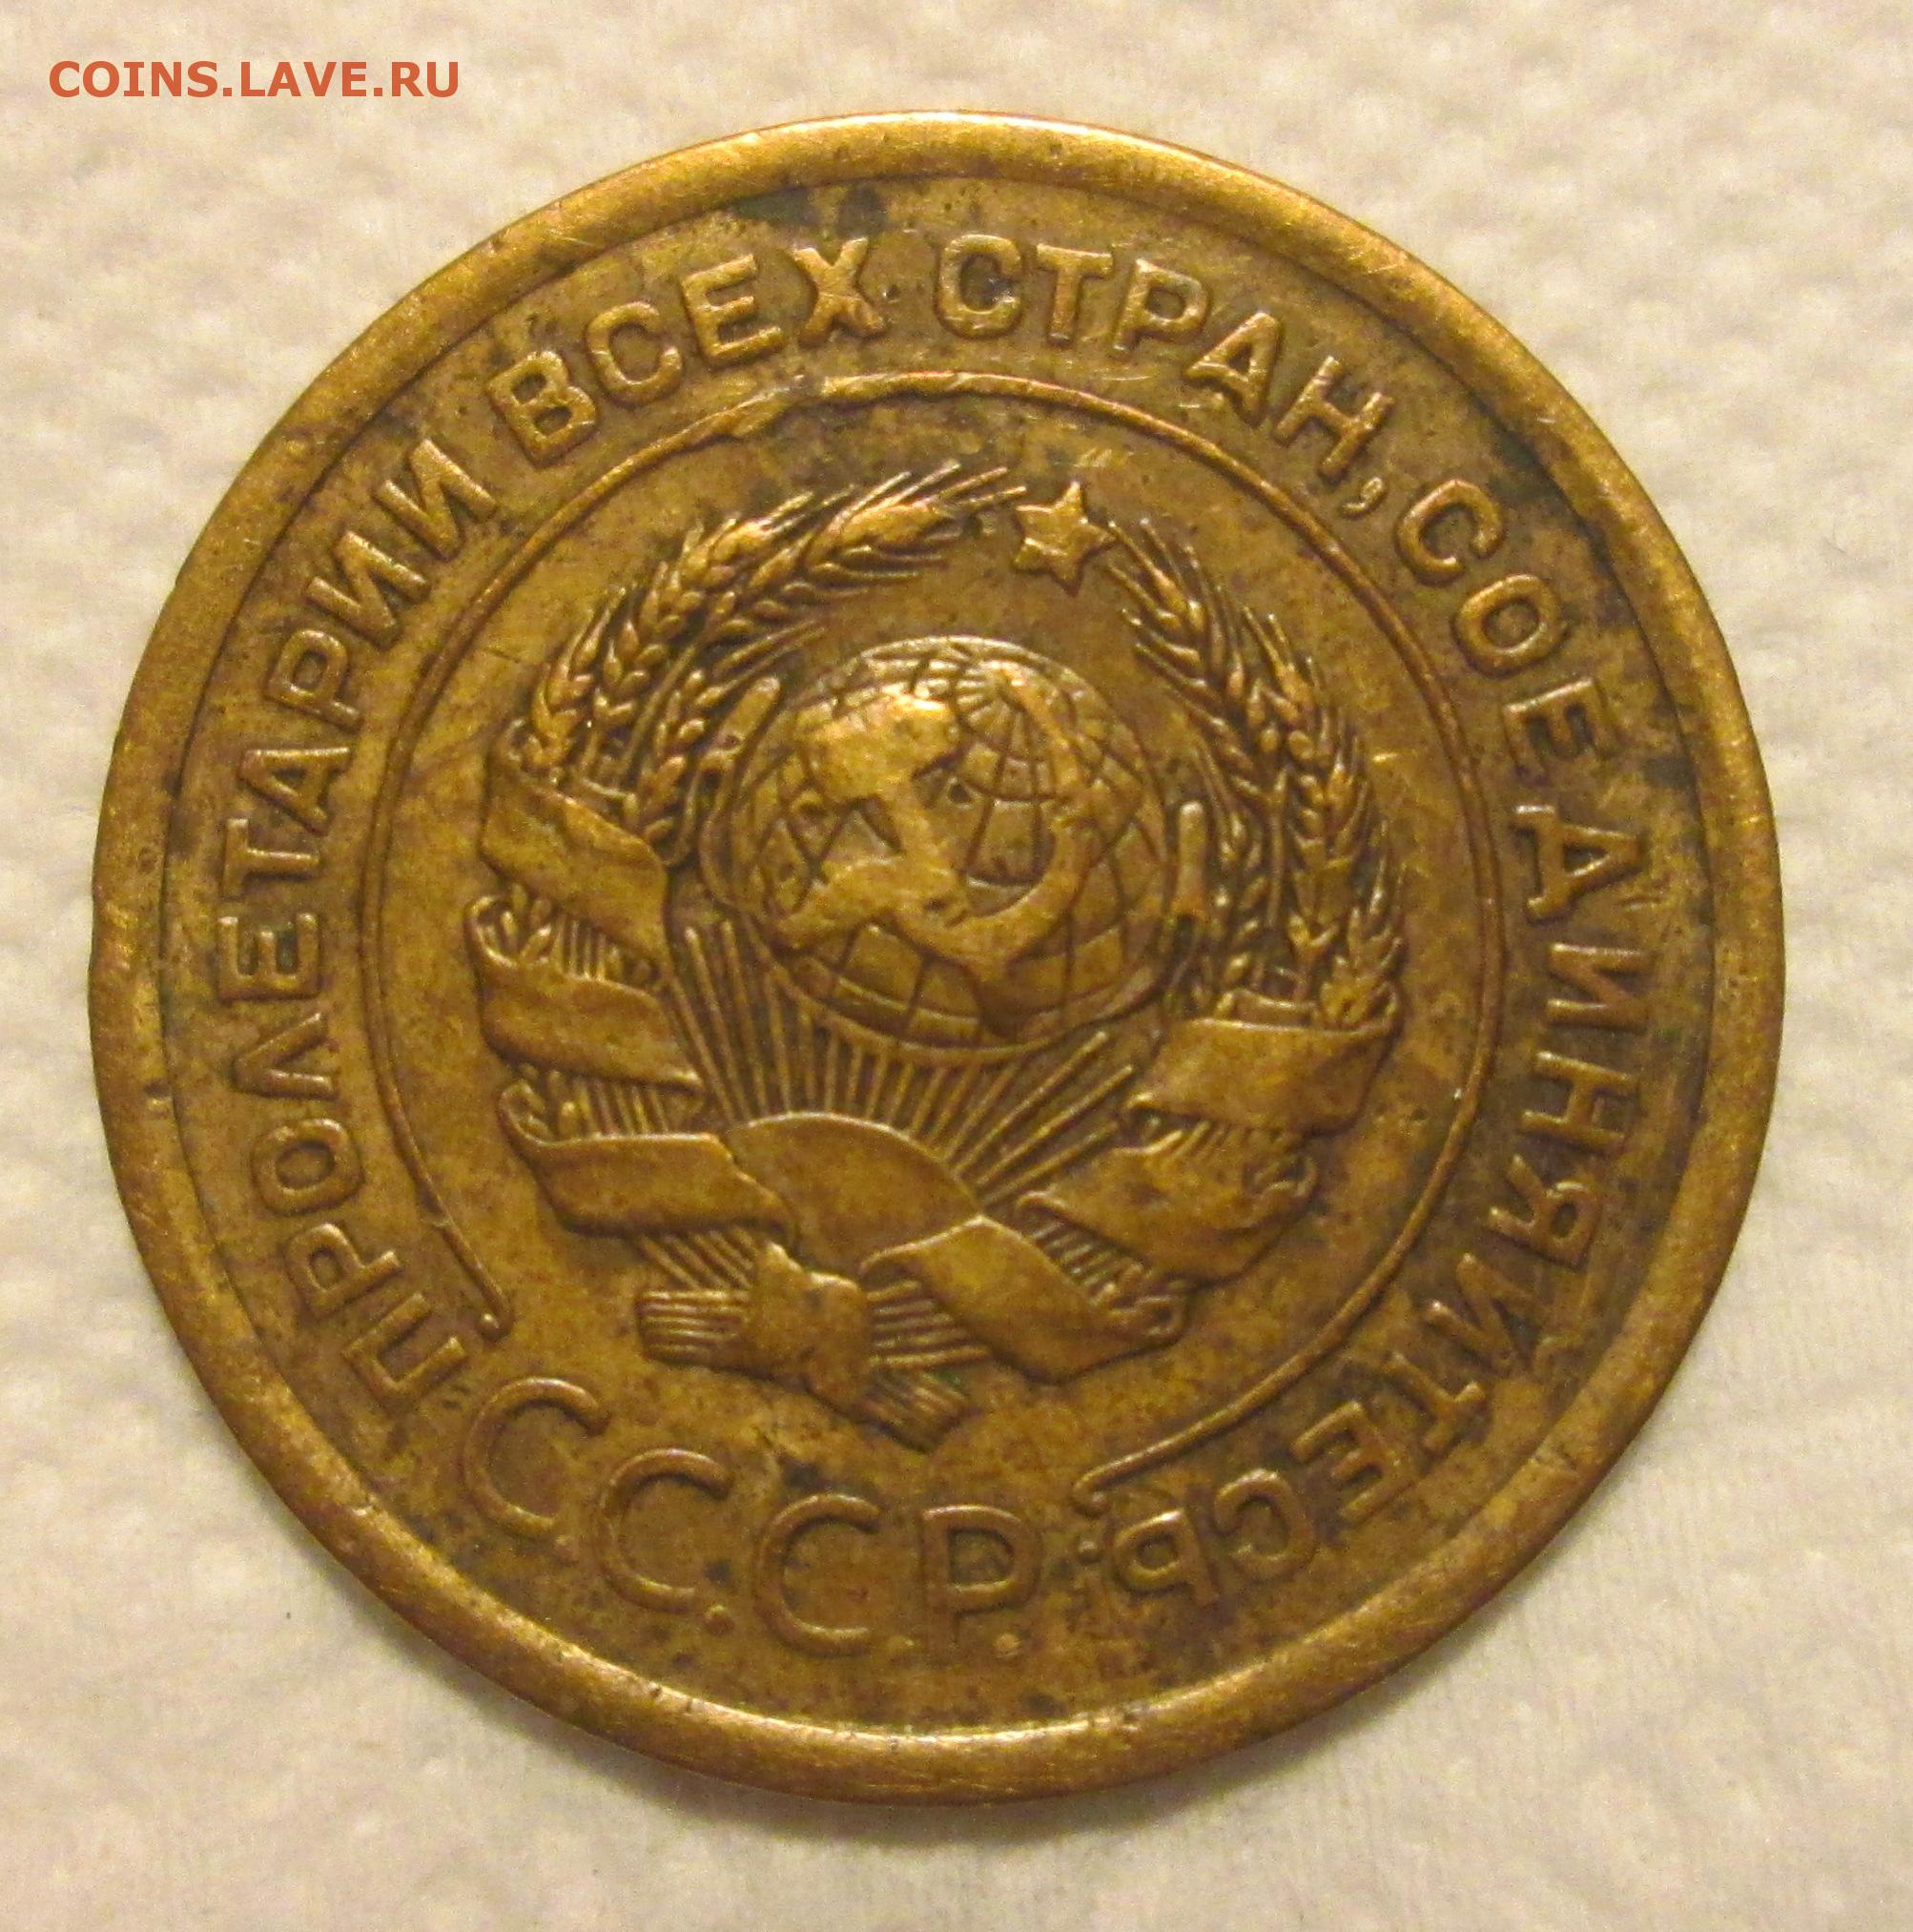 COINS.LAVE.RU
ПРОЛЕТАРИИ ВСЕХ СТРАН, СОЕДИНЯЙТЕСЬ!
С.С.С.Р.